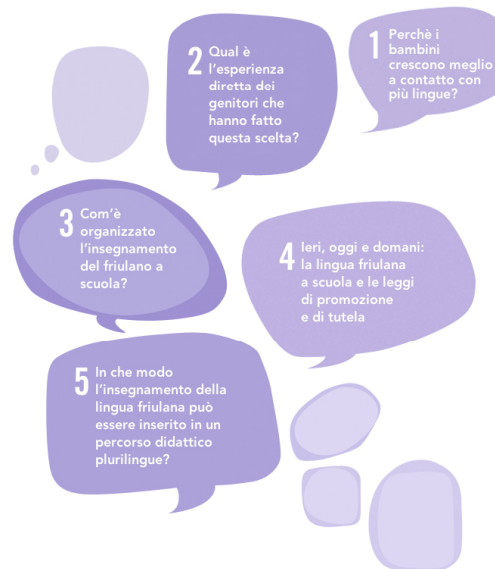 1 Perchè i
bambini
crescono meglio
a contatto con
più lingue?
2 Qual è
l'esperienza
diretta dei
genitori che
hanno fatto
questa scelta?
3 Com'è
organizzato
l'insegnamento
del friulano a
scuola?
4 Ieri, oggi e domani:
la lingua friulana
a scuola e le leggi
di promozione
e di tutela
5 In che modo
l'insegnamento della
lingua friulana può
essere inserito in un
percorso didattico
plurilingue?